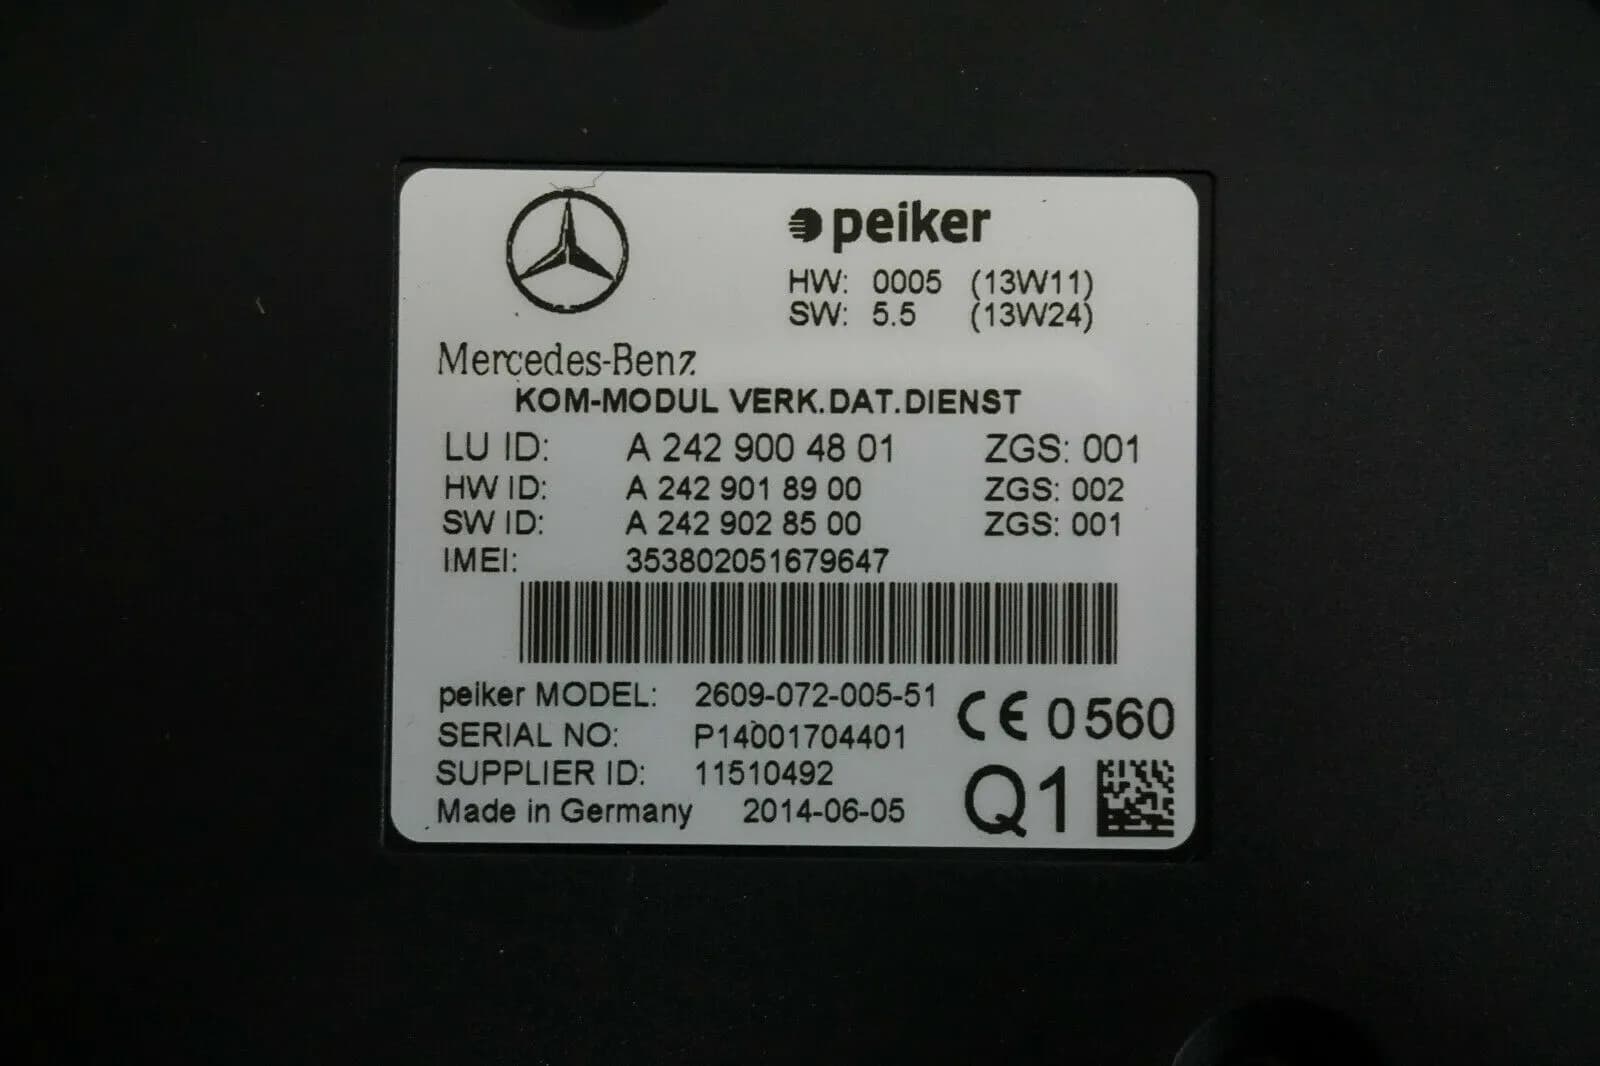 peiker
HW: 0005 (13W11)
SW: 5.5 (13W24)
Mercedes-Benz
KOM-MODUL VERK.DAT.DIENST
LU ID: A 242 900 48 01 ZGS: 001
HW ID: A 242 901 89 00 ZGS: 002
SW ID: A 242 902 85 00 ZGS: 001
IMEI: 353802051679647
peiker MODEL: 2609-072-005-51
CE 0560
SERIAL NO: P14001704401
SUPPLIER ID: 11510492
Q1
Made in Germany 2014-06-05